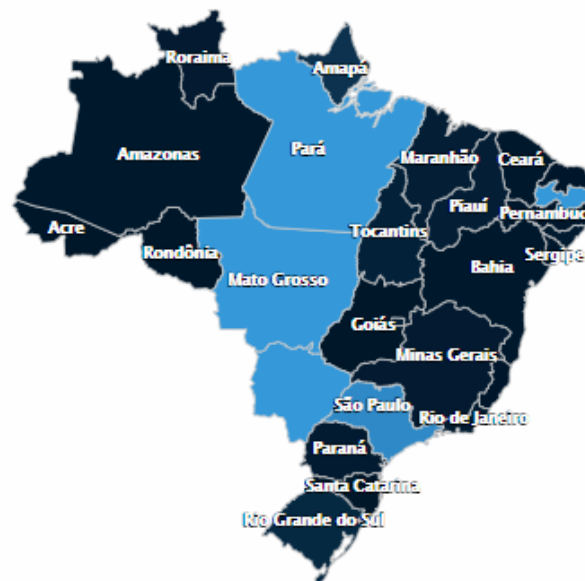 Roraima
Amapá
Amazonas
Pará
Maranhão
Ceará
Piauí
Pernambuc
Acre
Tocantins
Rondônia
Sergipe
Bahia
Mato Grosso
Goiás
Minas Gerais
São Paulo
Rio de Janeiro
Paraná
Santa Catarina
Rio Grande do Sul